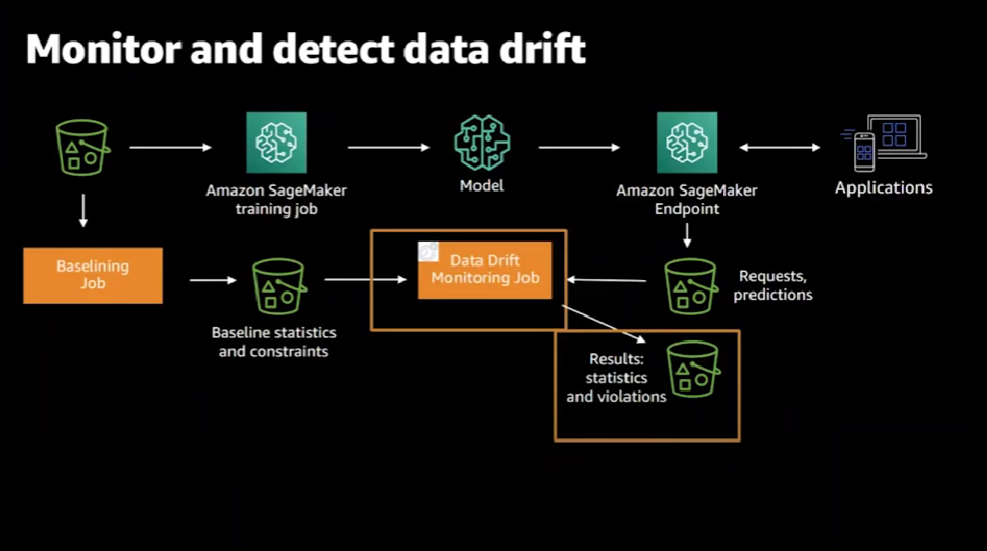 Monitor and detect data drift
Amazon SageMaker
training job
Model
Amazon SageMaker
Endpoint
Applications
Baselining
Job
Baseline statistics
and constraints
Data Drift
Monitoring Job
Requests,
predictions
Results:
statistics
and violations